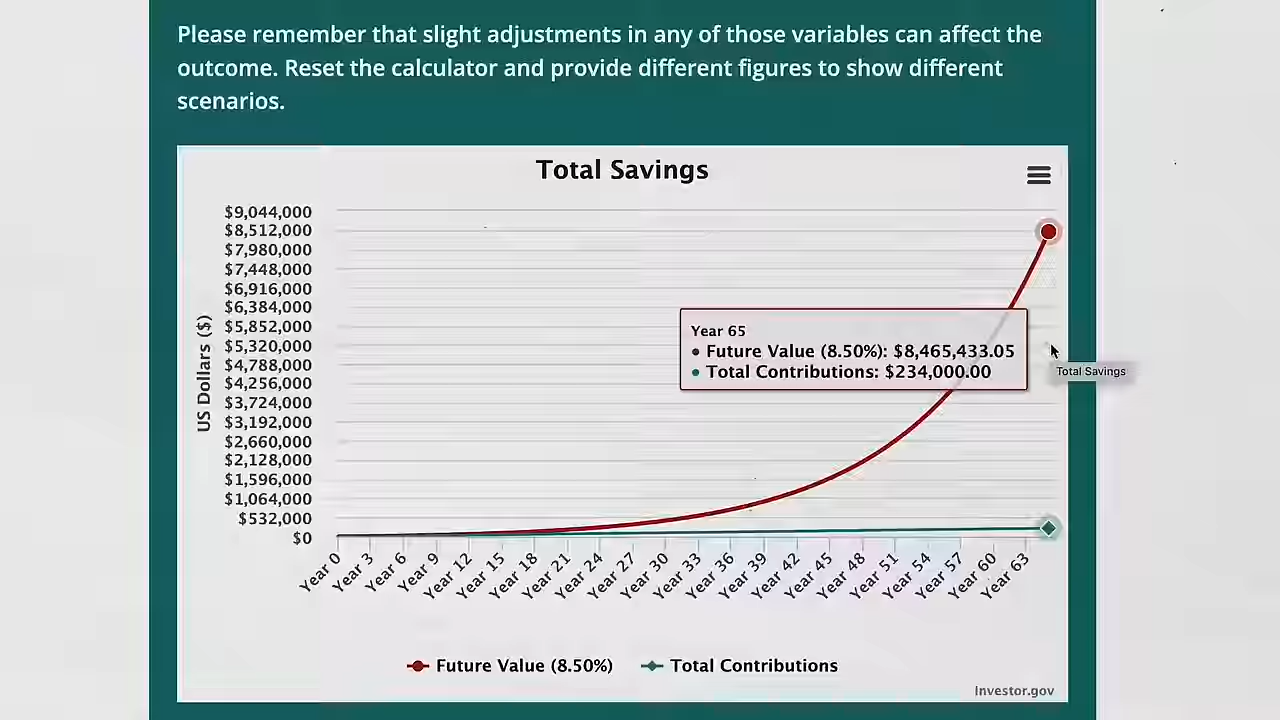 Please remember that slight adjustments in any of those variables can affect the
outcome. Reset the calculator and provide different figures to show different
scenarios.
Total Savings
US Dollars ($)
$9,044,000
$8,512,000
$7,980,000
$7,448,000
$6,916,000
$6,384,000
$5,852,000
$5,320,000
$4,788,000
$4,256,000
$3,724,000
$3,192,000
$2,660,000
$2,128,000
$1,596,000
$1,064,000
$532,000
$0
Year 65
Future Value (8.50%): $8,465,433.05
Total Contributions: $234,000.00
Total Savings
Year 0
Year 3
Year 6
Year 9
Year 12
Year 15
Year 18
Year 21
Year 24
Year 27
Year 30
Year 33
Year 36
Year 39
Year 42
Year 45
Year 48
Year 51
Year 54
Year 57
Year 60
Year 63
Future Value (8.50%)
Total Contributions
Investor.gov